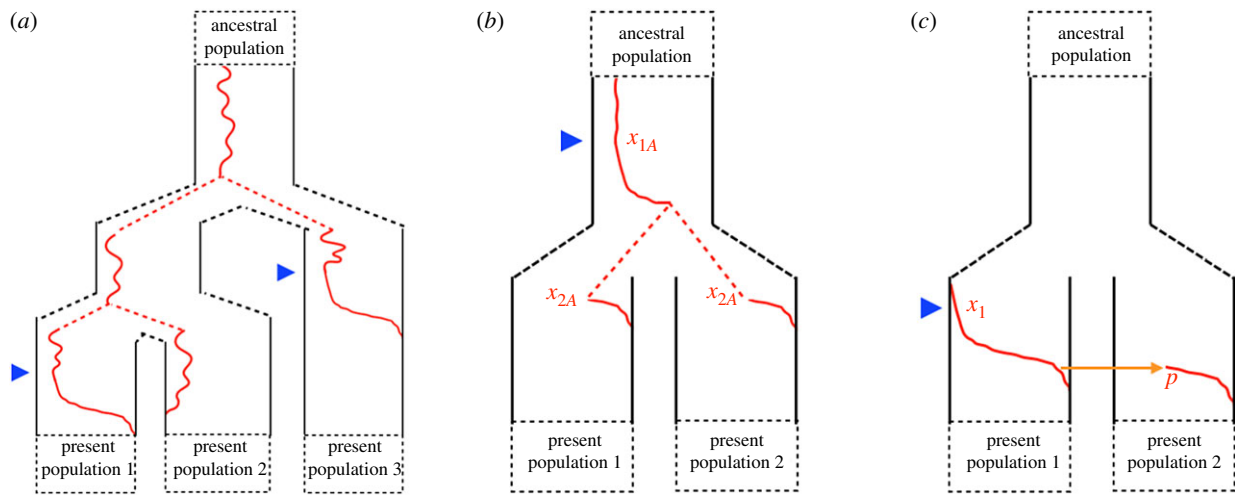 (a)
ancestral
population
present
population 1
present
population 2
present
population 3
(b)
ancestral
population
x1A
x2A
x2A
present
population 1
present
population 2
(c)
ancestral
population
x1
p
present
population 1
present
population 2